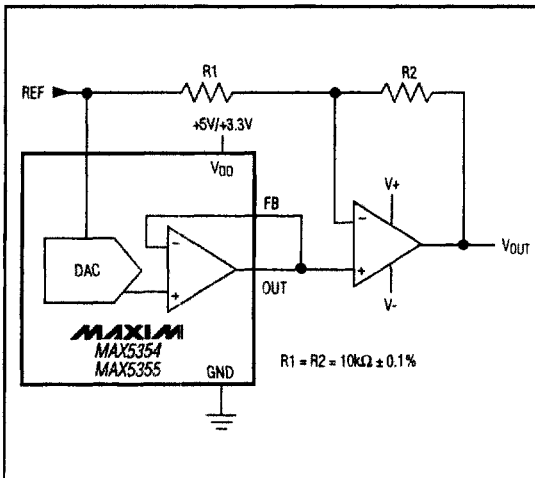 R1
R2
REF
+5V/+3.3V
VDD
FB
V+
-
-
DAC
+
OUT
+
VOUT
V-
MAXIM
MAX5354
MAX5355
GND
R1 = R2 = 10kΩ ± 0.1%